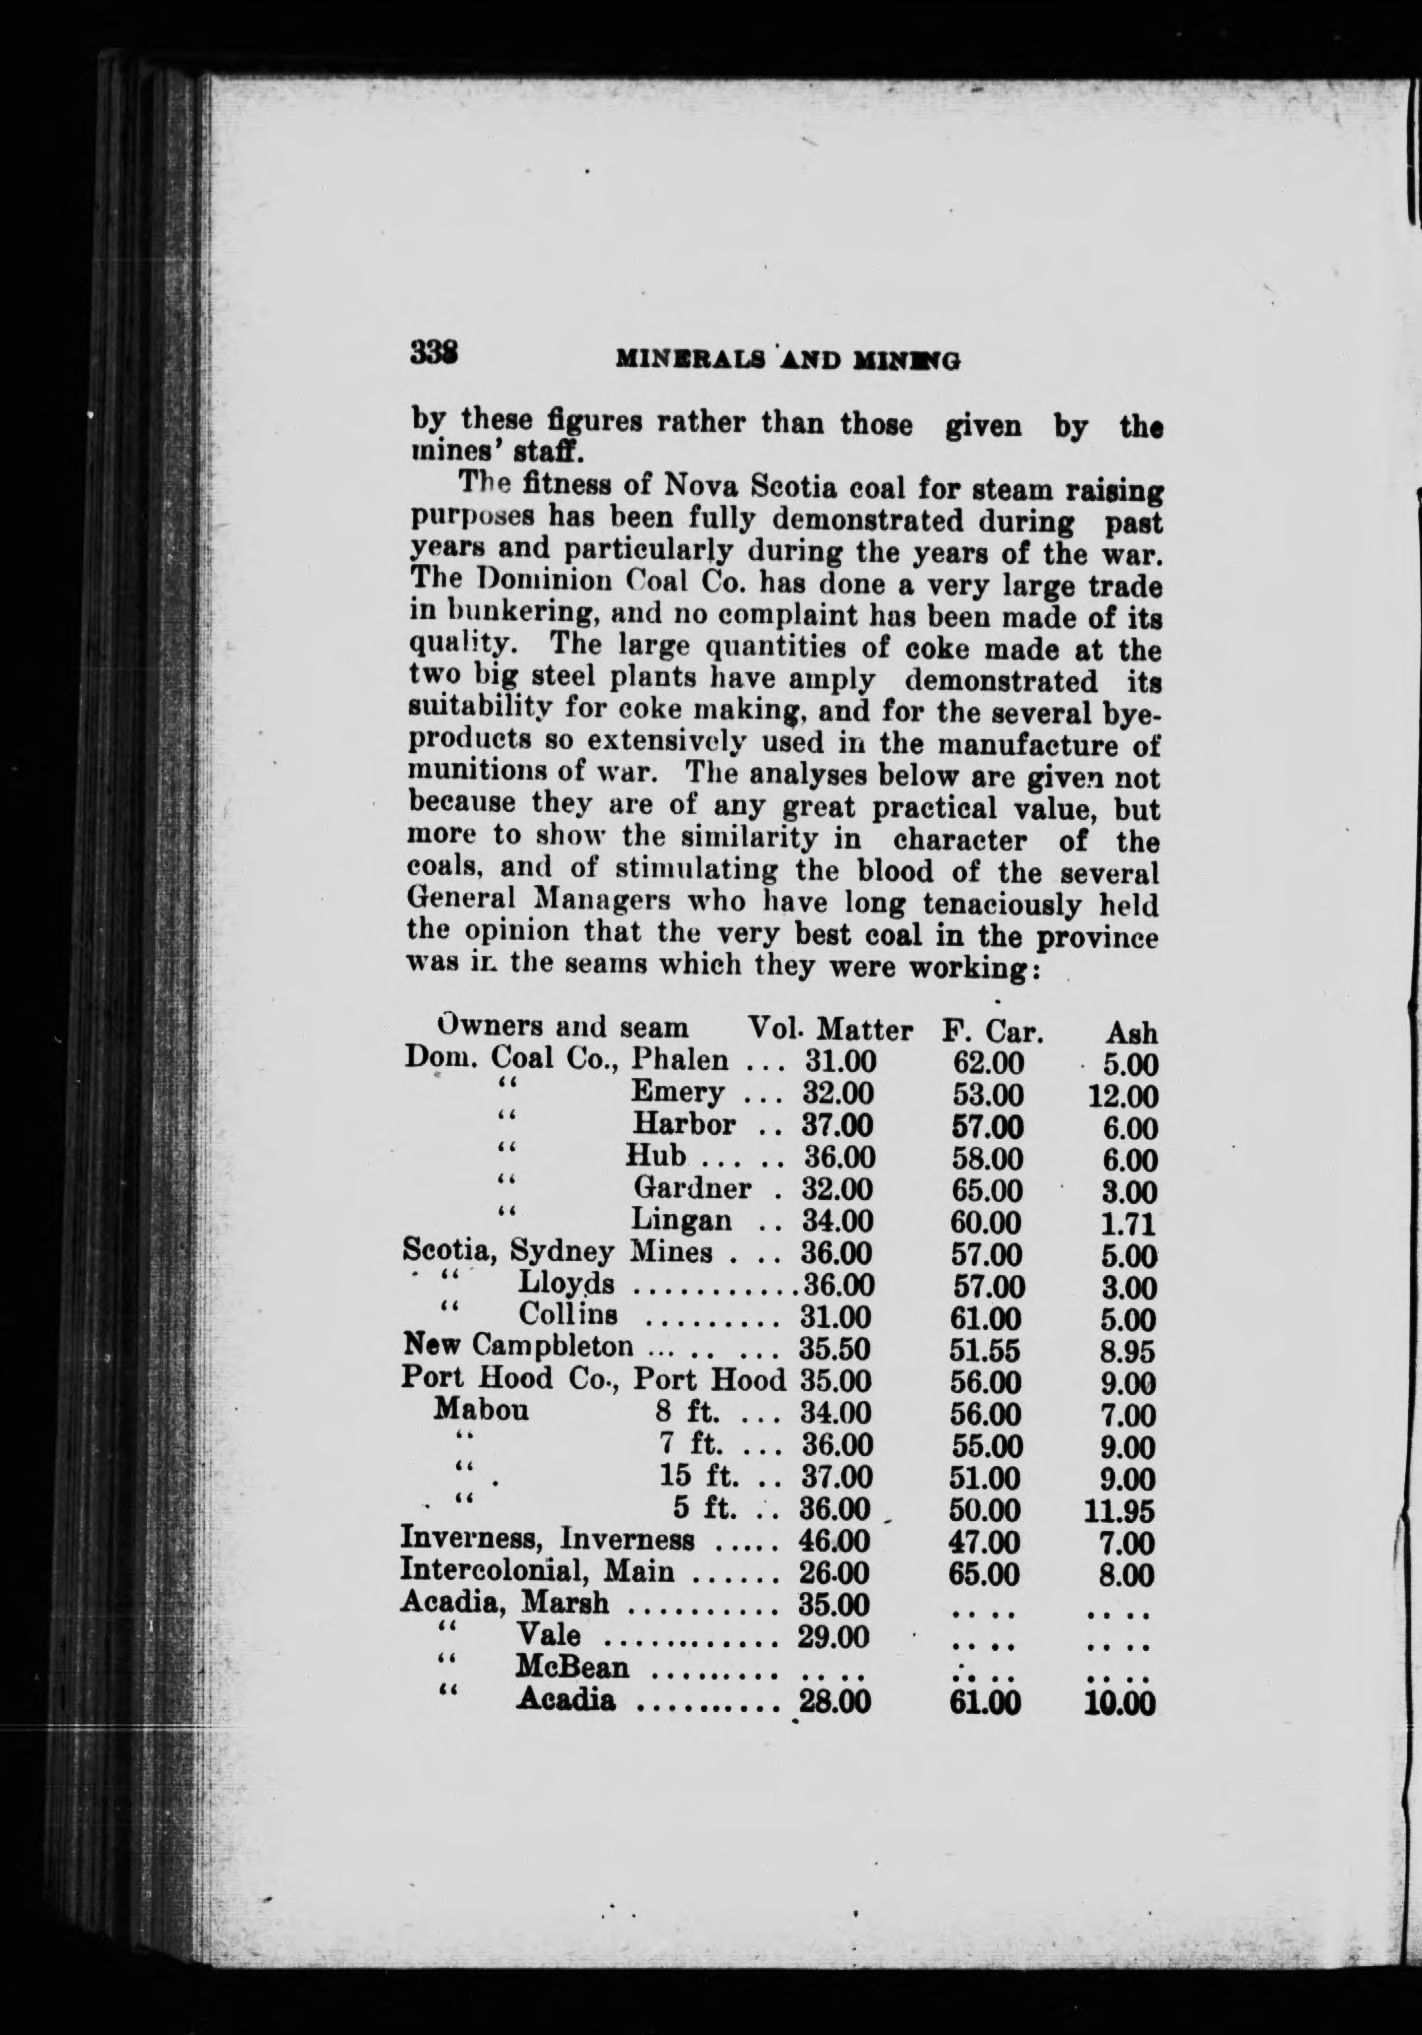 338 MINERALS AND MINING
by these figures rather than those given by the
mines' staff.
The fitness of Nova Scotia coal for steam raising
purposes has been fully demonstrated during past
years and particularly during the years of the war.
The Dominion Coal Co. has done a very large trade
in bunkering, and no complaint has been made of its
quality. The large quantities of coke made at the
two big steel plants have amply demonstrated its
suitability for coke making, and for the several bye-
products so extensively used in the manufacture of
munitions of war. The analyses below are given not
because they are of any great practical value, but
more to show the similarity in character of the
coals, and of stimulating the blood of the several
General Managers who have long tenaciously held
the opinion that the very best coal in the province
was in the seams which they were working:
Owners and seam Vol. Matter F. Car. Ash
Dom. Coal Co., Phalen ... 31.00 62.00 5.00
" Emery ... 32.00 53.00 12.00
" Harbor .. 37.00 57.00 6.00
" Hub ... .. 36.00 58.00 6.00
" Gardner . 32.00 65.00 3.00
" Lingan .. 34.00 60.00 1.71
Scotia, Sydney Mines . .. 36.00 57.00 5.00
" Lloyds ........... 36.00 57.00 3.00
" Collins ......... 31.00 61.00 5.00
New Campbleton ... .. ... 35.50 51.55 8.95
Port Hood Co., Port Hood 35.00 56.00 9.00
Mabou 8 ft. ... 34.00 56.00 7.00
" 7 ft. ... 36.00 55.00 9.00
" 15 ft. .. 37.00 51.00 9.00
" 5 ft. .. 36.00 50.00 11.95
Inverness, Inverness ..... 46.00 47.00 7.00
Intercolonial, Main ...... 26.00 65.00 8.00
Acadia, Marsh .......... 35.00 .... ....
" Vale ............ 29.00 .... ....
" McBean ......... .... .... ....
" Acadia .......... 28.00 61.00 10.00